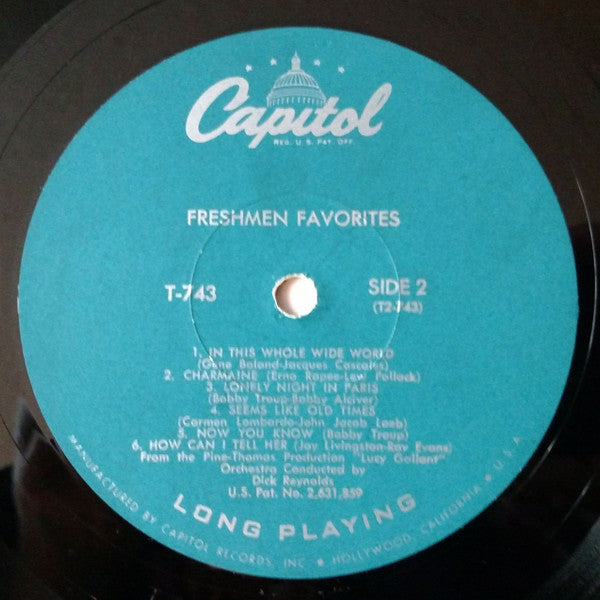 Capitol
REG. U. S. PAT. OFF.
FRESHMEN FAVORITES
T-743
SIDE 2
(T2-743)
1. IN THIS WHOLE WIDE WORLD
(Gene Boland-Jacques Cascales)
2. CHARMAINE (Erno Rapee-Lew Pollack)
3. LONELY NIGHT IN PARIS
(Bobby Troup-Bobby Alciver)
4. SEEMS LIKE OLD TIMES
(Carmen Lombardo-John Jacob Loeb)
5. NOW YOU KNOW (Bobby Troup)
6. HOW CAN I TELL HER (Jay Livingston-Ray Evans)
From the Pine-Thomas Production "Lucy Gallant"
Orchestra Conducted by
Dick Reynolds
U.S. Pat. No. 2,631,859
LONG PLAYING
MANUFACTURED BY CAPITOL RECORDS, INC • HOLLYWOOD, CALIFORNIA • U.S.A